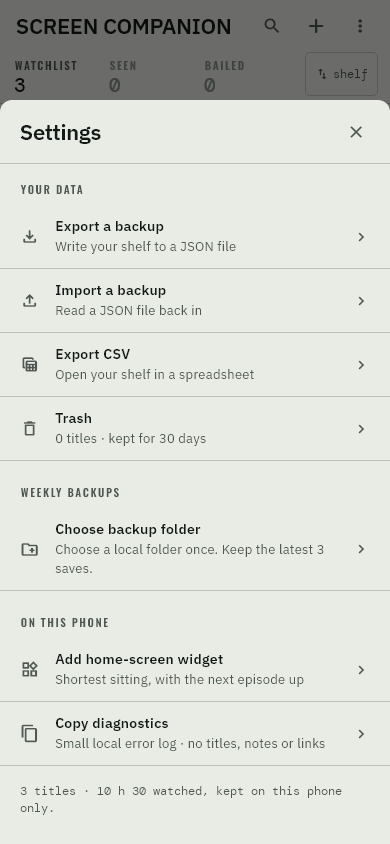 SCREEN COMPANION
WATCHLIST SEEN BAILED
3 0 0 shelf
Settings
YOUR DATA
Export a backup
Write your shelf to a JSON file
Import a backup
Read a JSON file back in
Export CSV
Open your shelf in a spreadsheet
Trash
0 titles · kept for 30 days
WEEKLY BACKUPS
Choose backup folder
Choose a local folder once. Keep the latest 3
saves.
ON THIS PHONE
Add home-screen widget
Shortest sitting, with the next episode up
Copy diagnostics
Small local error log · no titles, notes or links
3 titles · 10 h 30 watched, kept on this phone
only.